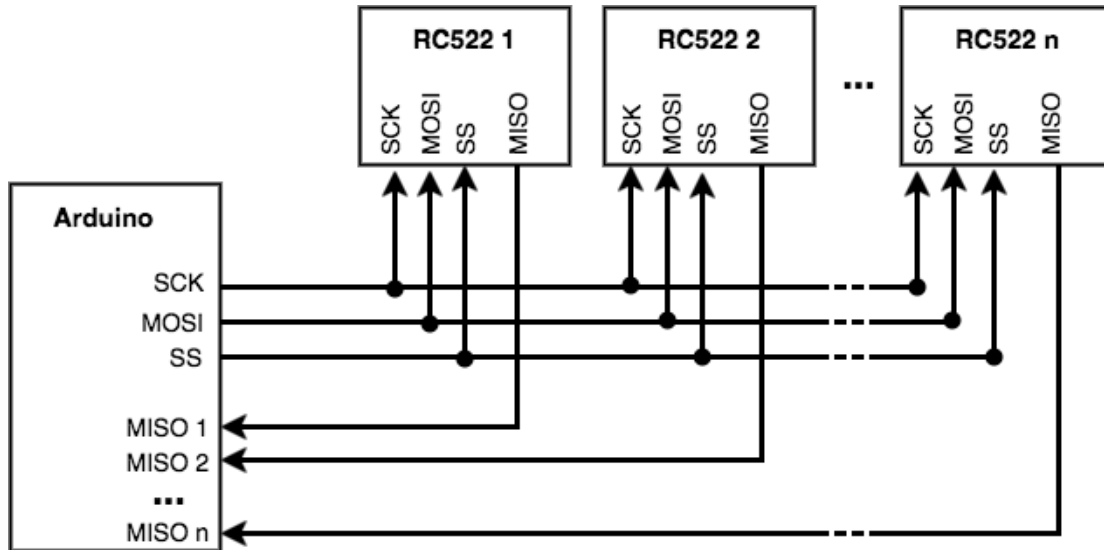 RC522 1
SCK
MOSI
SS
MISO
RC522 2
SCK
MOSI
SS
MISO
...
RC522 n
SCK
MOSI
SS
MISO
Arduino
SCK
MOSI
SS
MISO 1
MISO 2
...
MISO n